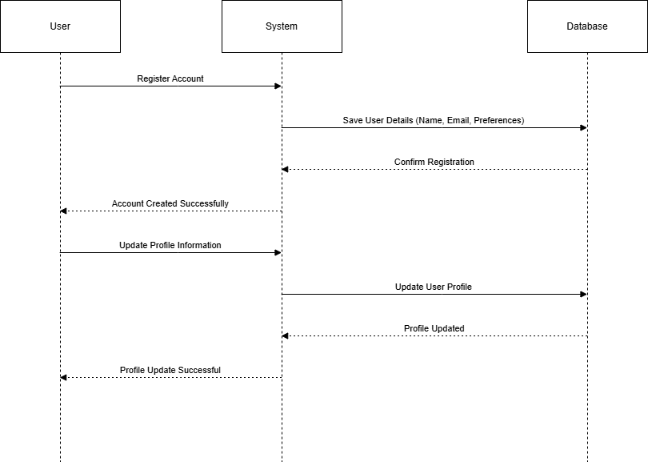 User
System
Database
Register Account
Save User Details (Name, Email, Preferences)
Confirm Registration
Account Created Successfully
Update Profile Information
Update User Profile
Profile Updated
Profile Update Successful